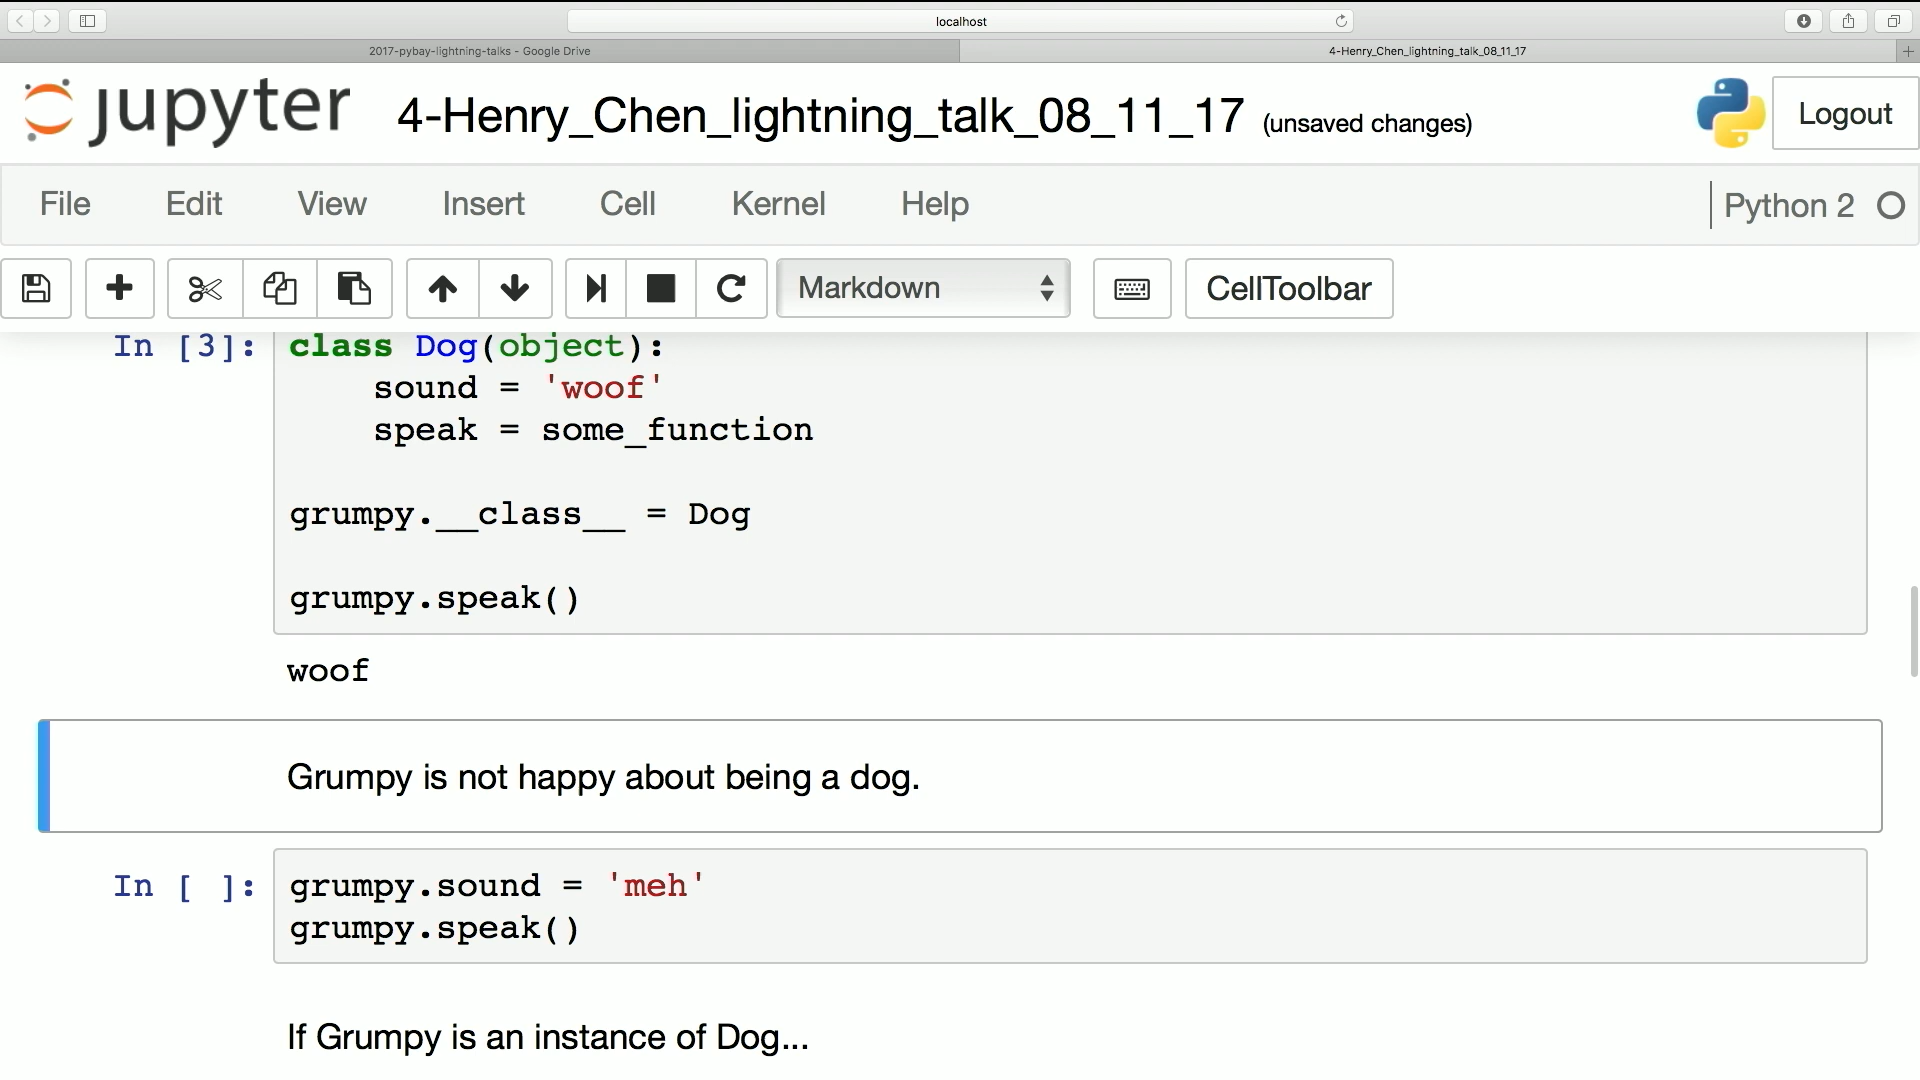 localhost
2017-pybay-lightning-talks - Google Drive
4-Henry_Chen_lightning_talk_08_11_17
jupyter 4-Henry_Chen_lightning_talk_08_11_17 (unsaved changes)
Logout
File Edit View Insert Cell Kernel Help
Python 2
Markdown
CellToolbar
In [3]: class Dog(object):
    sound = 'woof'
    speak = some_function
grumpy.__class__ = Dog
grumpy.speak()
woof
Grumpy is not happy about being a dog.
In [ ]: grumpy.sound = 'meh'
grumpy.speak()
If Grumpy is an instance of Dog...